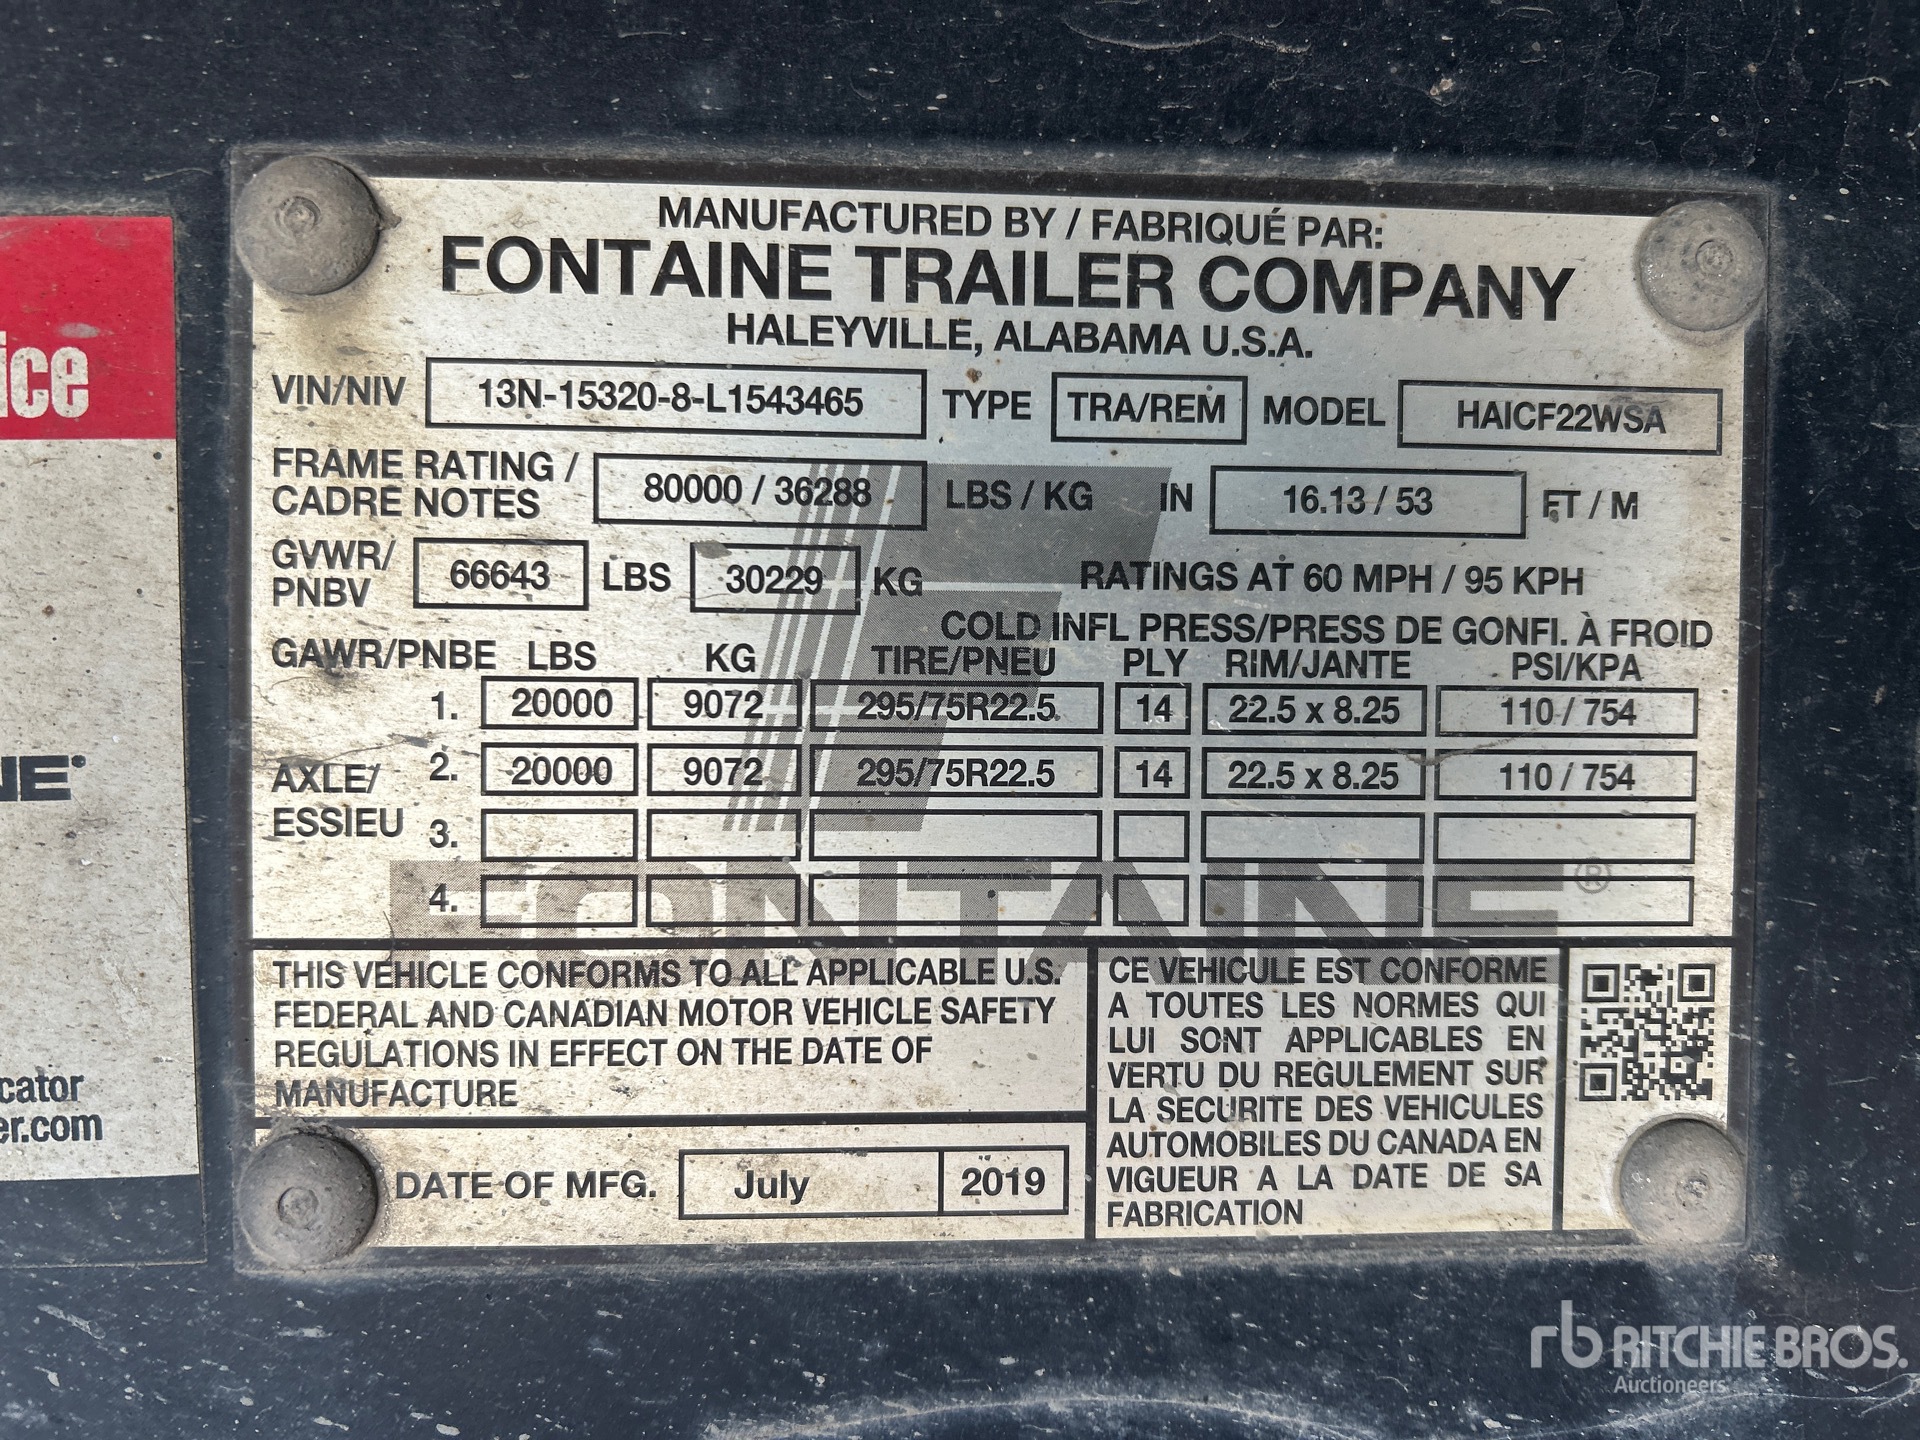 MANUFACTURED BY / FABRIQUÉ PAR:
FONTAINE TRAILER COMPANY
HALEYVILLE, ALABAMA U.S.A.
VIN/NIV 13N-15320-8-L1543465 TYPE TRA/REM MODEL HAICF22WSA
FRAME RATING / CADRE NOTES 80000 / 36288 LBS / KG IN 16.13 / 53 FT / M
GVWR/ PNBV 66643 LBS 30229 KG RATINGS AT 60 MPH / 95 KPH
COLD INFL PRESS/PRESS DE GONFI. À FROID
GAWR/PNBE LBS KG TIRE/PNEU PLY RIM/JANTE PSI/KPA
1. 20000 9072 295/75R22.5 14 22.5 x 8.25 110 / 754
AXLE/ ESSIEU
2. 20000 9072 295/75R22.5 14 22.5 x 8.25 110 / 754
3.
4.
FONTAINE®
THIS VEHICLE CONFORMS TO ALL APPLICABLE U.S.
FEDERAL AND CANADIAN MOTOR VEHICLE SAFETY
REGULATIONS IN EFFECT ON THE DATE OF
MANUFACTURE
DATE OF MFG. July 2019
CE VEHICULE EST CONFORME
A TOUTES LES NORMES QUI
LUI SONT APPLICABLES EN
VERTU DU REGULEMENT SUR
LA SECURITE DES VEHICULES
AUTOMOBILES DU CANADA EN
VIGUEUR A LA DATE DE SA
FABRICATION
ice
NE
cator
er.com
rb RITCHIE BROS.
Auctioneers